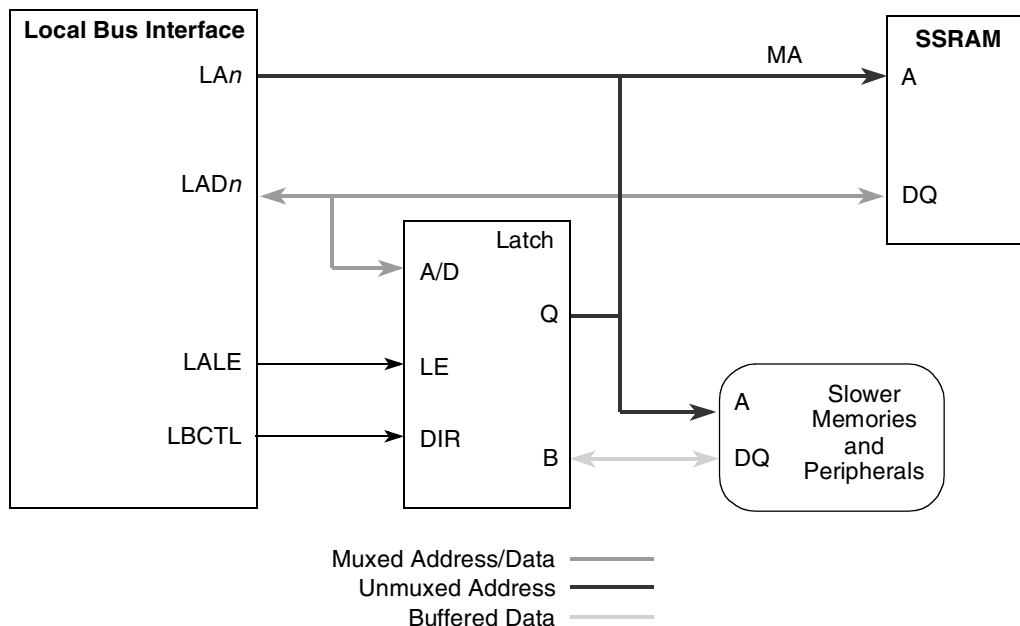 Local Bus Interface
LAn
LADn
LALE
LBCTL
Latch
A/D
LE
DIR
Q
B
MA
SSRAM
A
DQ
A
DQ
Slower
Memories
and
Peripherals
Muxed Address/Data
Unmuxed Address
Buffered Data